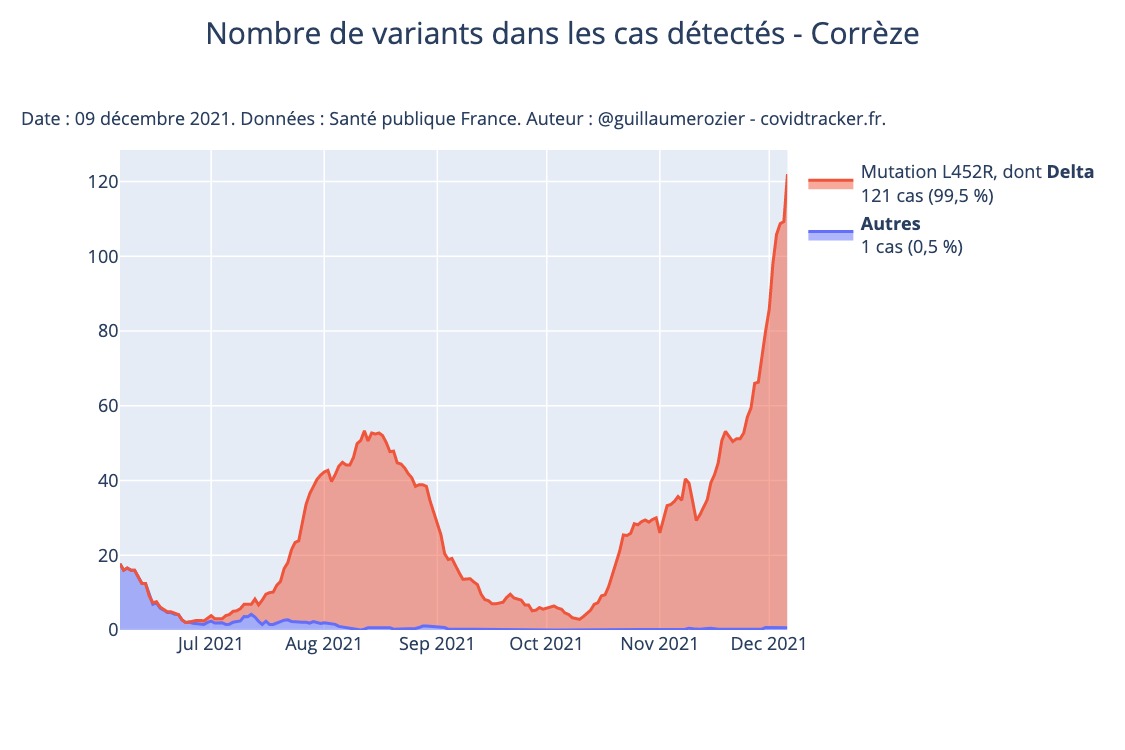 Nombre de variants dans les cas détectés - Corrèze
Date : 09 décembre 2021. Données : Santé publique France. Auteur : @guillaumerozier - covidtracker.fr.
Mutation L452R, dont Delta
121 cas (99,5 %)
Autres
1 cas (0,5 %)
120
100
80
60
40
20
0
Jul 2021 Aug 2021 Sep 2021 Oct 2021 Nov 2021 Dec 2021